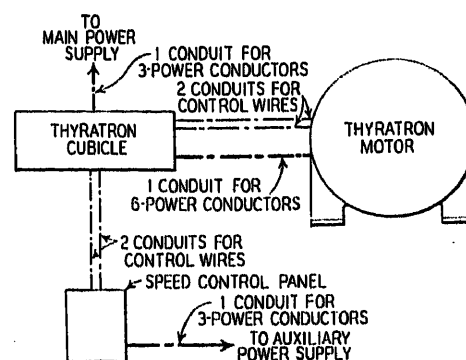 TO
MAIN POWER
SUPPLY
1 CONDUIT FOR
3-POWER CONDUCTORS
2 CONDUITS FOR
CONTROL WIRES
THYRATRON
CUBICLE
THYRATRON
MOTOR
1 CONDUIT FOR
6-POWER CONDUCTORS
2 CONDUITS FOR
CONTROL WIRES
SPEED CONTROL PANEL
1 CONDUIT FOR
3-POWER CONDUCTORS
TO AUXILIARY
POWER SUPPLY